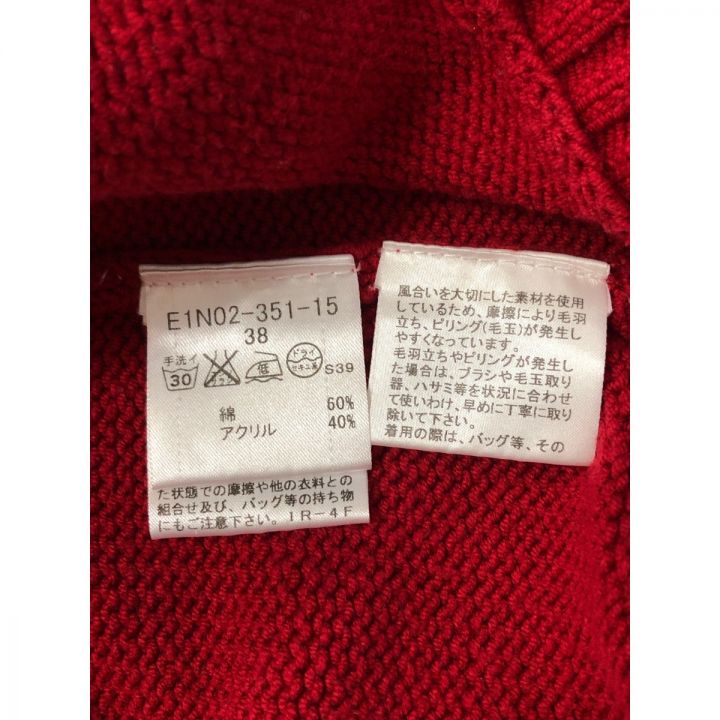 E1N02-351-15
38
手洗イ
30 エンソサラシ 低 ドライ セキユ系 S39
綿 60%
アクリル 40%
た状態での摩擦や他の衣料との
組合せ及び、バッグ等の持ち物
にもご注意下さい。IR-4F
風合いを大切にした素材を使用
しているため、摩擦により毛羽
立ち、ピリング(毛玉)が発生し
やすくなっています。
毛羽立ちやピリングが発生し
た場合は、ブラシや毛玉取り
器、ハサミ等を状況に合わせ
て使いわけ、早めに丁寧に取り
除いて下さい。
着用の際は、バッグ等、その